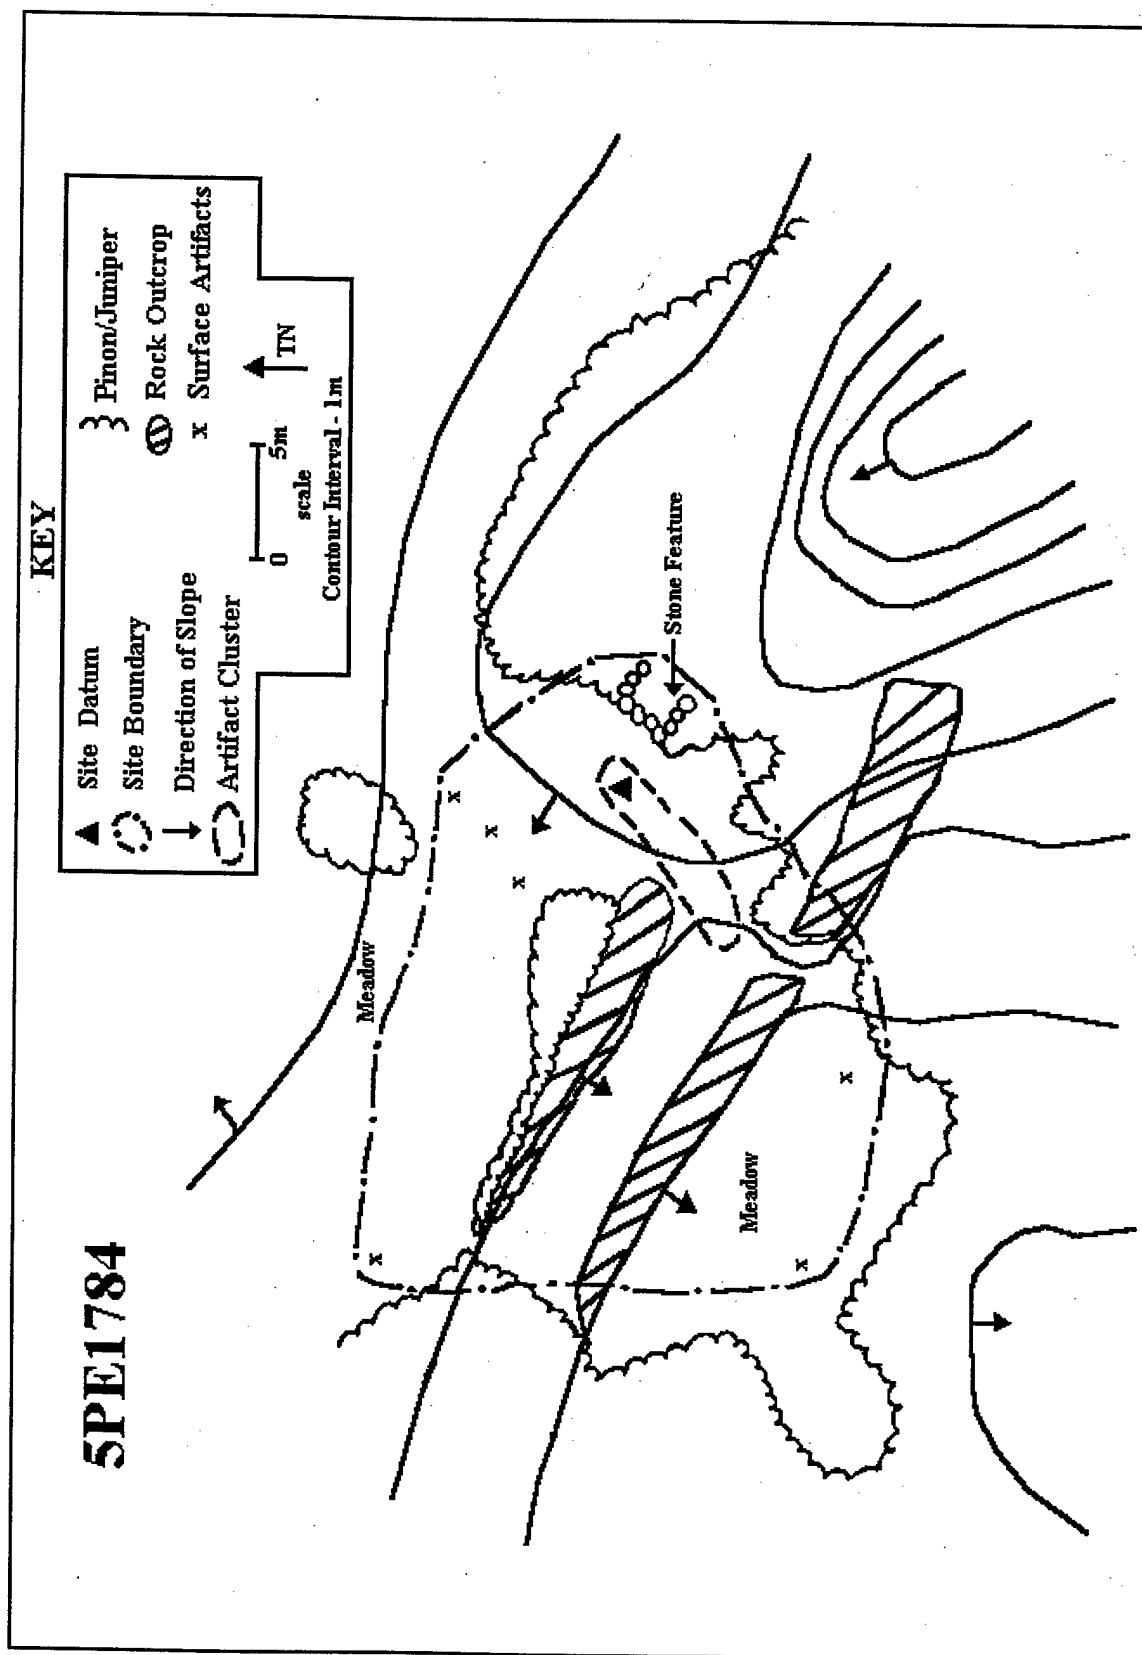 5PE1784
KEY
Site Datum
Site Boundary
Direction of Slope
Artifact Cluster
Pinon/Juniper
Rock Outcrop
x Surface Artifacts
0 5m
scale
TN
Contour Interval - 1m
Meadow
x
x
x
x
Stone Feature
Meadow
x
x